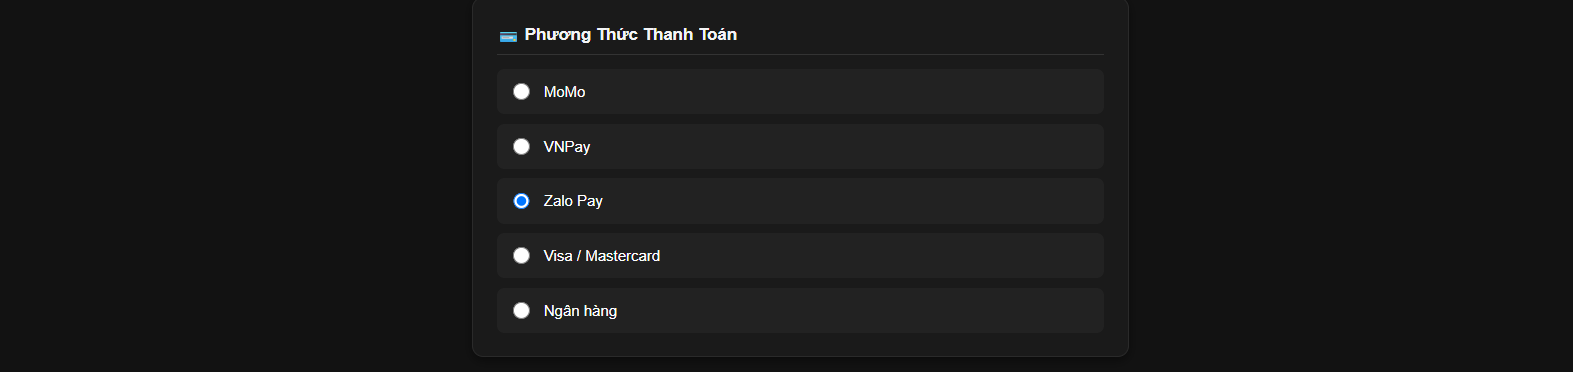 Phương Thức Thanh Toán
MoMo
VNPay
Zalo Pay
Visa / Mastercard
Ngân hàng